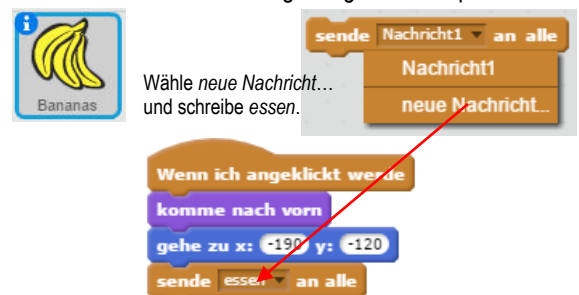 sende Nachricht1 an alle
Nachricht1
neue Nachricht...
i
Bananas
Wähle neue Nachricht…
und schreibe essen.
Wenn ich angeklickt werde
komme nach vorn
gehe zu x: -190 y: -120
sende essen an alle